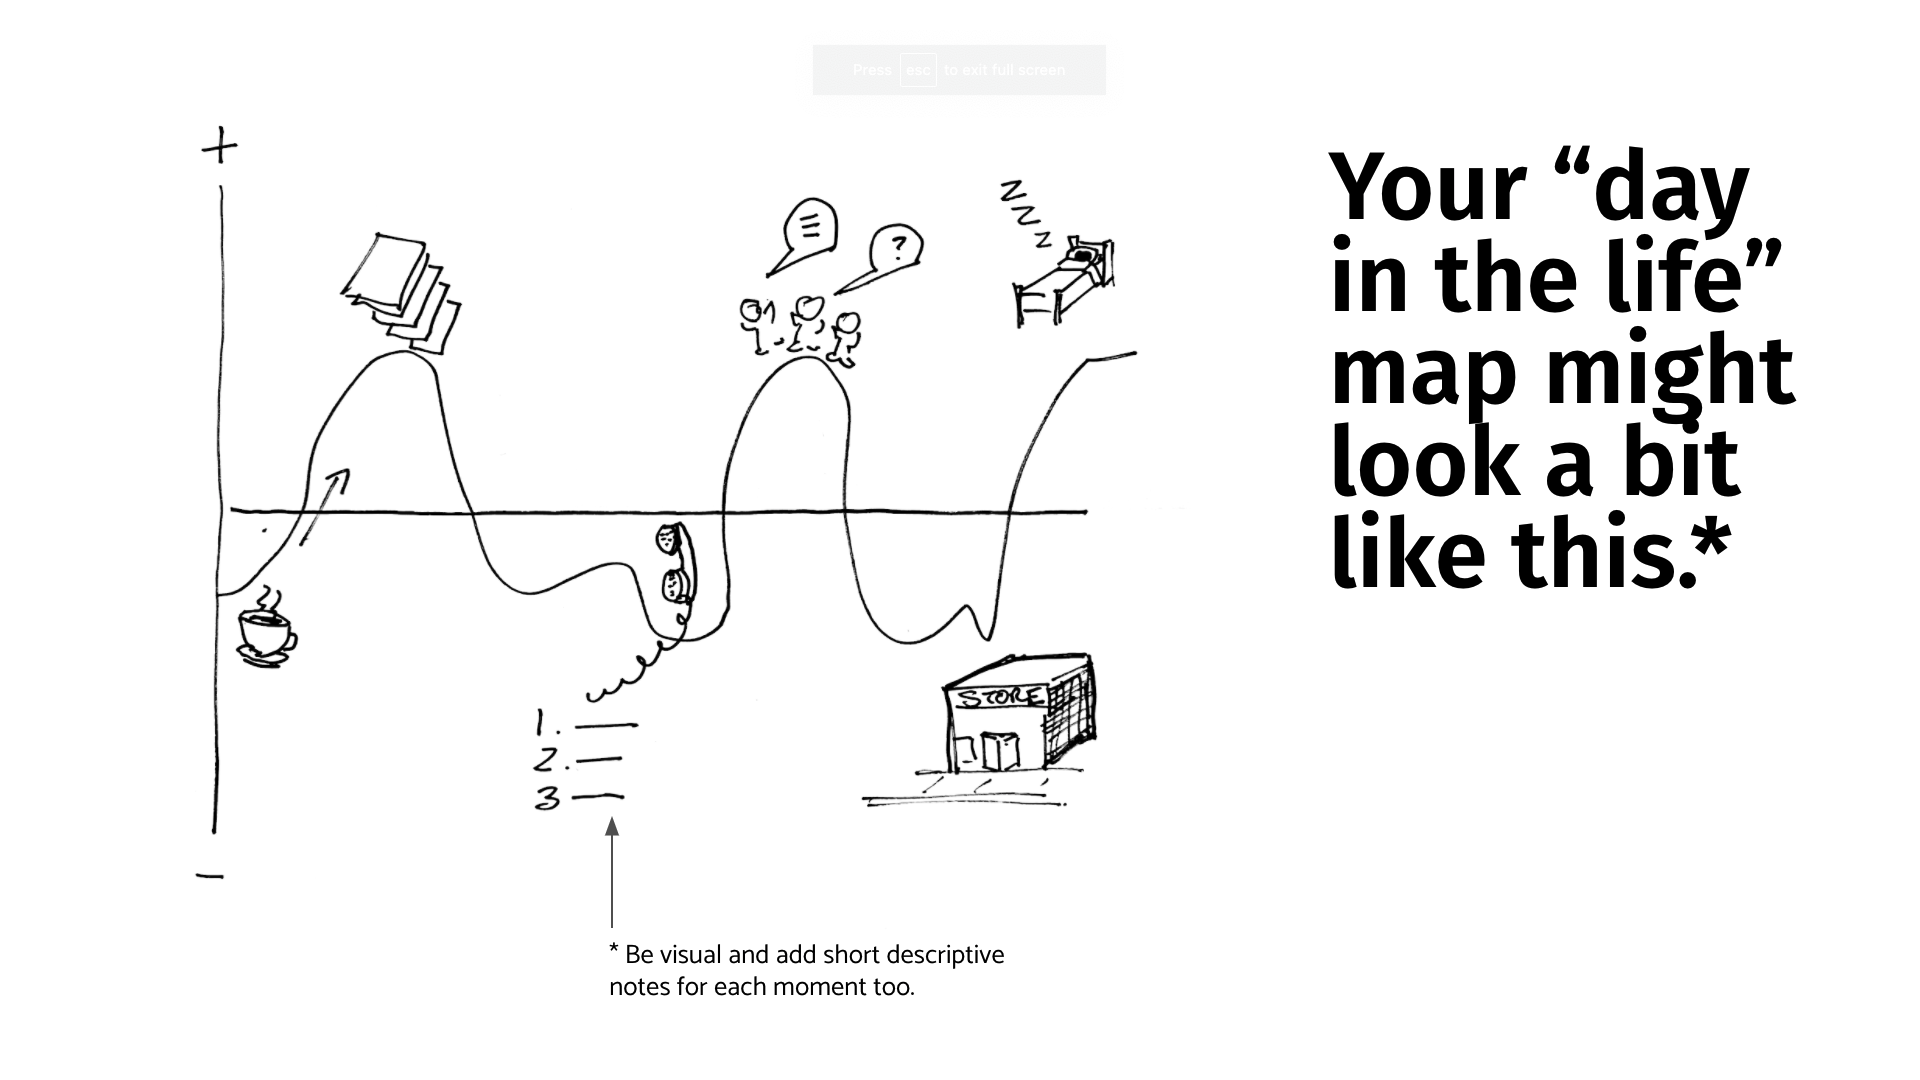 Press esc to exit full screen
+
Your “day
in the life”
map might
look a bit
like this.*
z
z
z
?
STORE
1.
2.
3
–
* Be visual and add short descriptive
notes for each moment too.